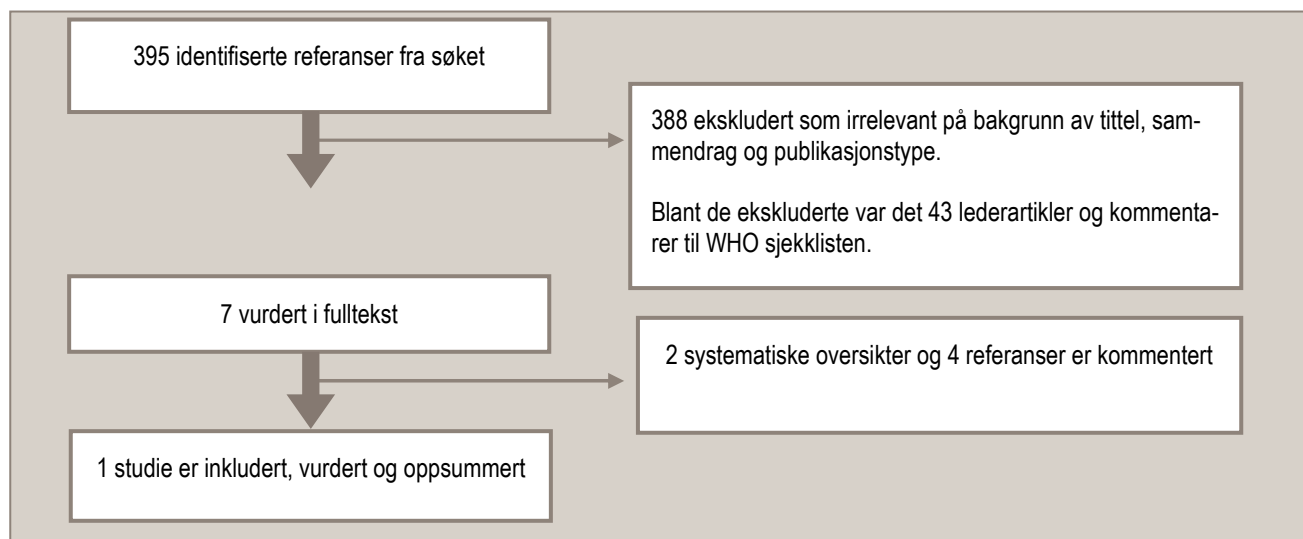 395 identifiserte referanser fra søket
388 ekskludert som irrelevant på bakgrunn av tittel, sam-
mendrag og publikasjonstype.
Blant de ekskluderte var det 43 lederartikler og kommenta-
rer til WHO sjekklisten.
7 vurdert i fulltekst
2 systematiske oversikter og 4 referanser er kommentert
1 studie er inkludert, vurdert og oppsummert